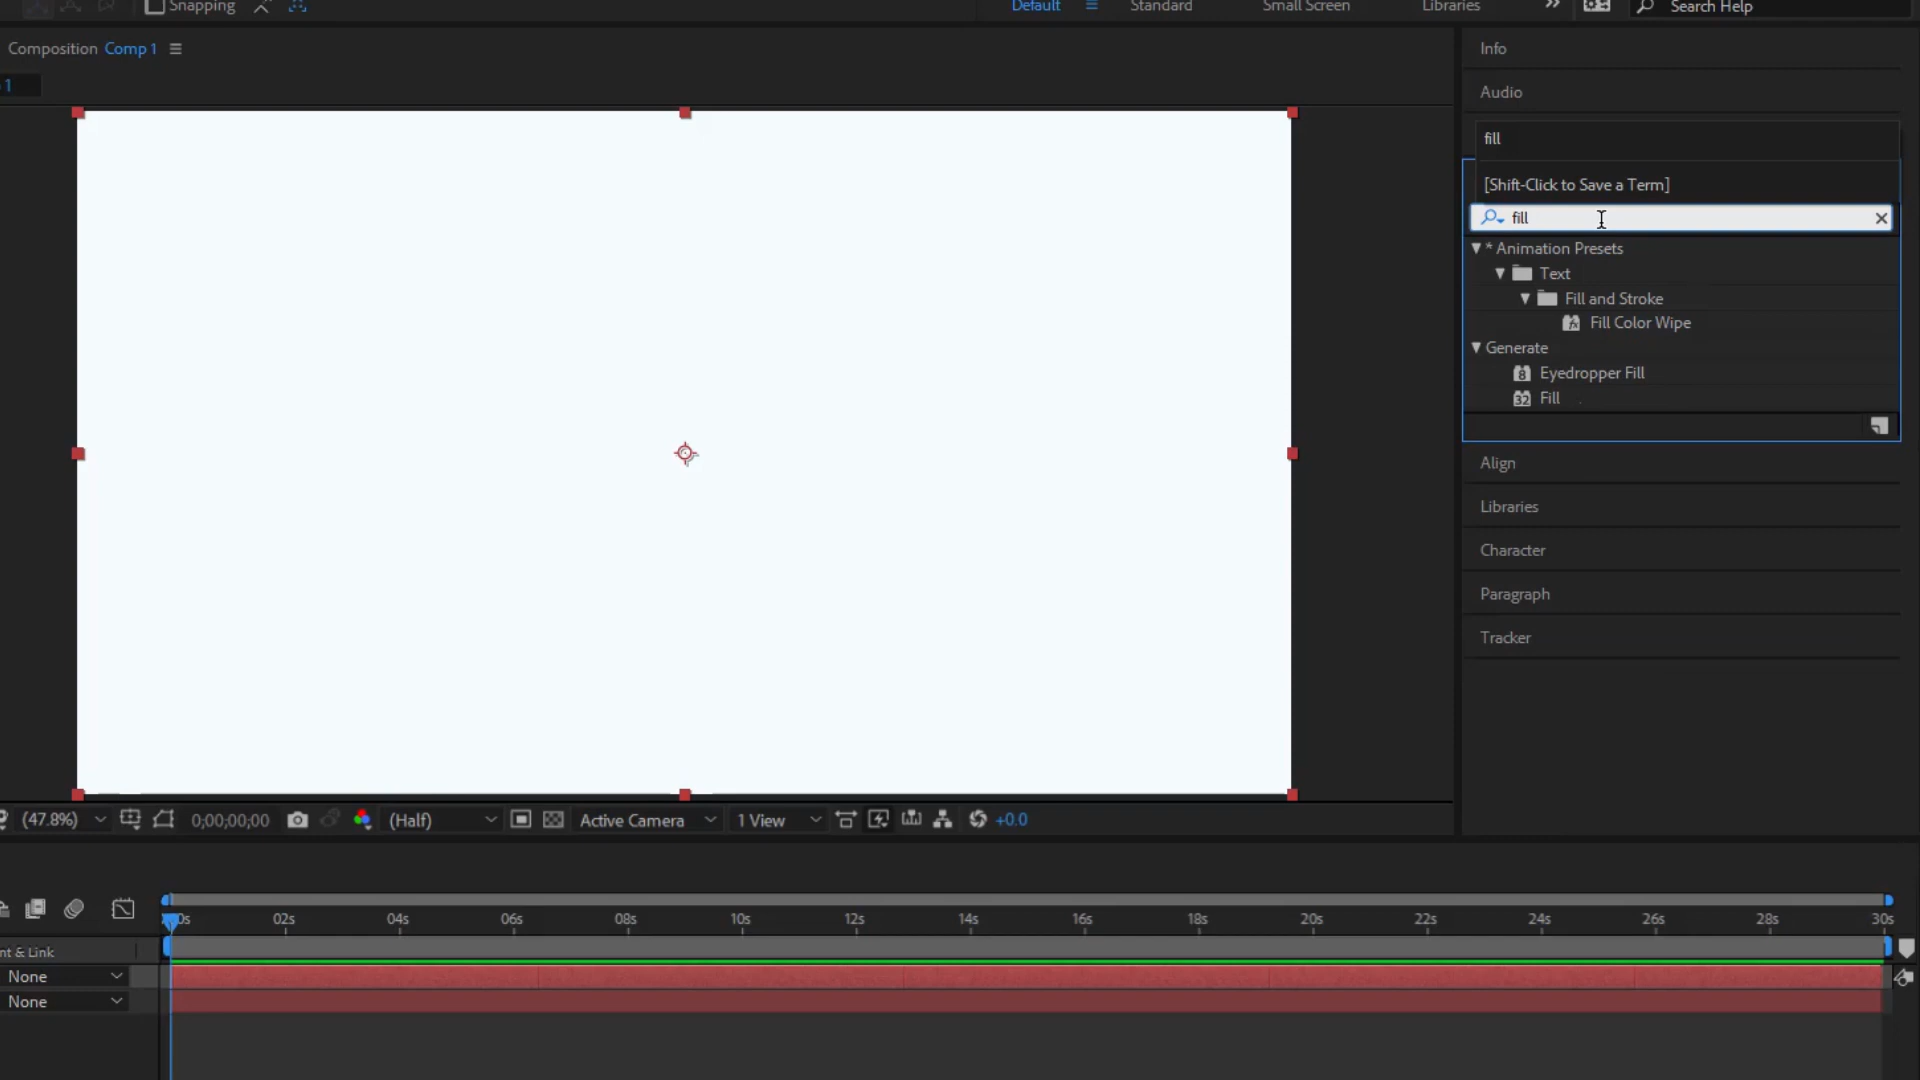 Snapping
Default
Standard
Small Screen
Libraries
Search Help
Composition Comp 1
1
Info
Audio
fill
[Shift-Click to Save a Term]
fill
* Animation Presets
Text
Fill and Stroke
Fill Color Wipe
Generate
8 Eyedropper Fill
32 Fill
Align
Libraries
Character
Paragraph
Tracker
(47.8%)
0;00;00;00
(Half)
Active Camera
1 View
+0.0
02s 04s 06s 08s 10s 12s 14s 16s 18s 20s 22s 24s 26s 28s 30s
nt & Link
None
None